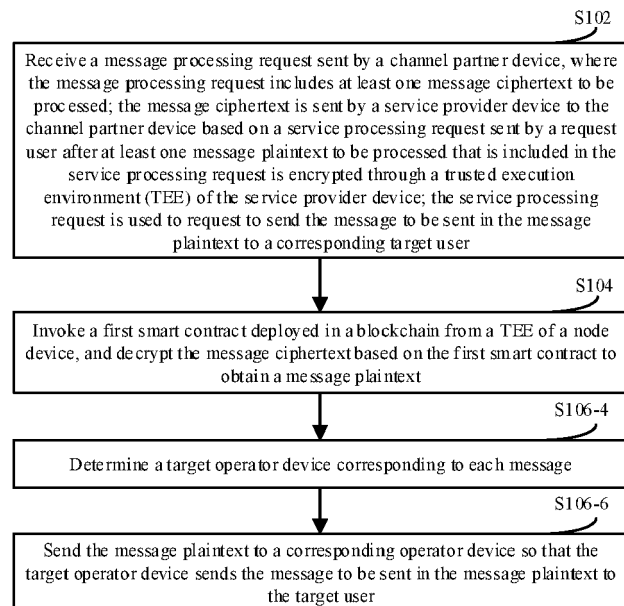 S102
Receive a message processing request sent by a channel partner device, where
the message processing request includes at least one message ciphertext to be
processed; the message ciphertext is sent by a service provider device to the
channel partner device based on a service processing request sent by a request
user after at least one message plaintext to be processed that is included in the
service processing request is encrypted through a trusted execution
environment (TEE) of the service provider device; the service processing
request is used to request to send the message to be sent in the message
plaintext to a corresponding target user
S104
Invoke a first smart contract deployed in a blockchain from a TEE of a node
device, and decrypt the message ciphertext based on the first smart contract to
obtain a message plaintext
S106-4
Determine a target operator device corresponding to each message
S106-6
Send the message plaintext to a corresponding operator device so that the
target operator device sends the message to be sent in the message plaintext to
the target user